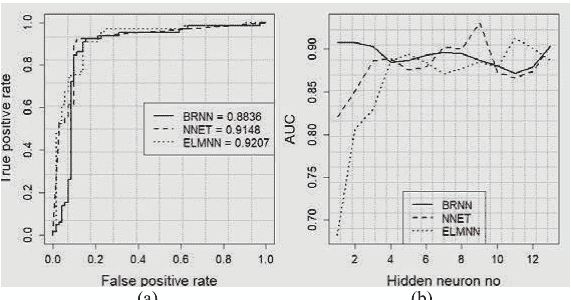 True positive rate
1.0
0.8
0.6
0.4
0.2
0.0
BRNN = 0.8836
NNET = 0.9148
ELMNN = 0.9207
0.0 0.2 0.4 0.6 0.8 1.0
False positive rate
(a)
AUC
0.90
0.85
0.80
0.75
0.70
BRNN
NNET
ELMNN
2 4 6 8 10 12
Hidden neuron no
(b)